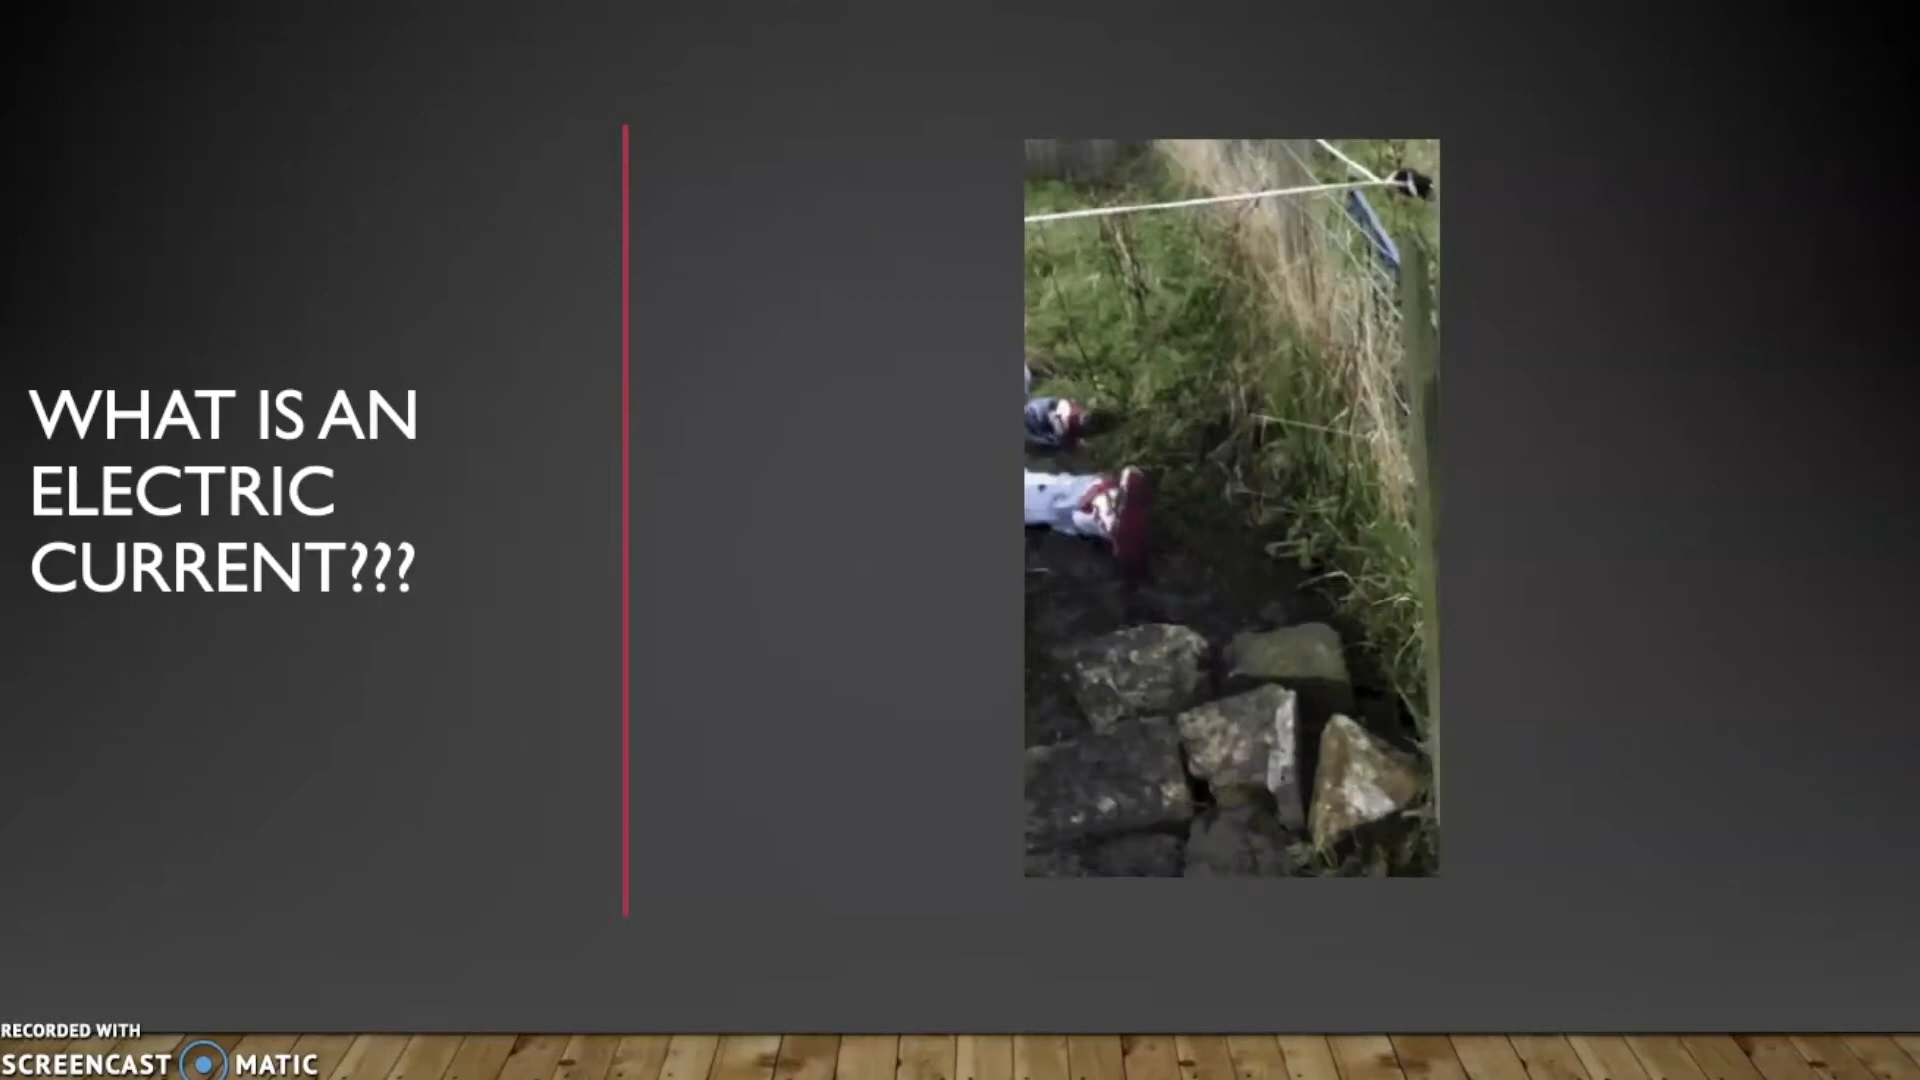 WHAT IS AN
ELECTRIC
CURRENT???
RECORDED WITH
SCREENCAST MATIC